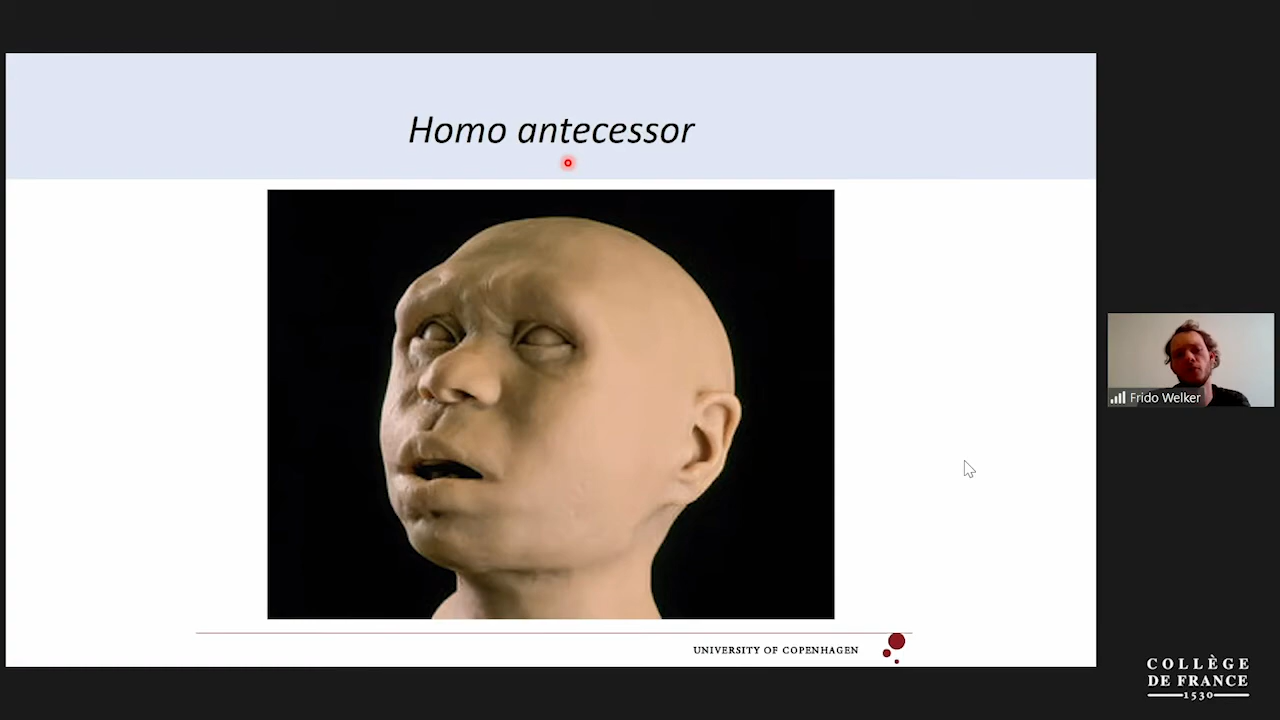 Homo antecessor
UNIVERSITY OF COPENHAGEN
Frido Welker
COLLÈGE
DE FRANCE
1530